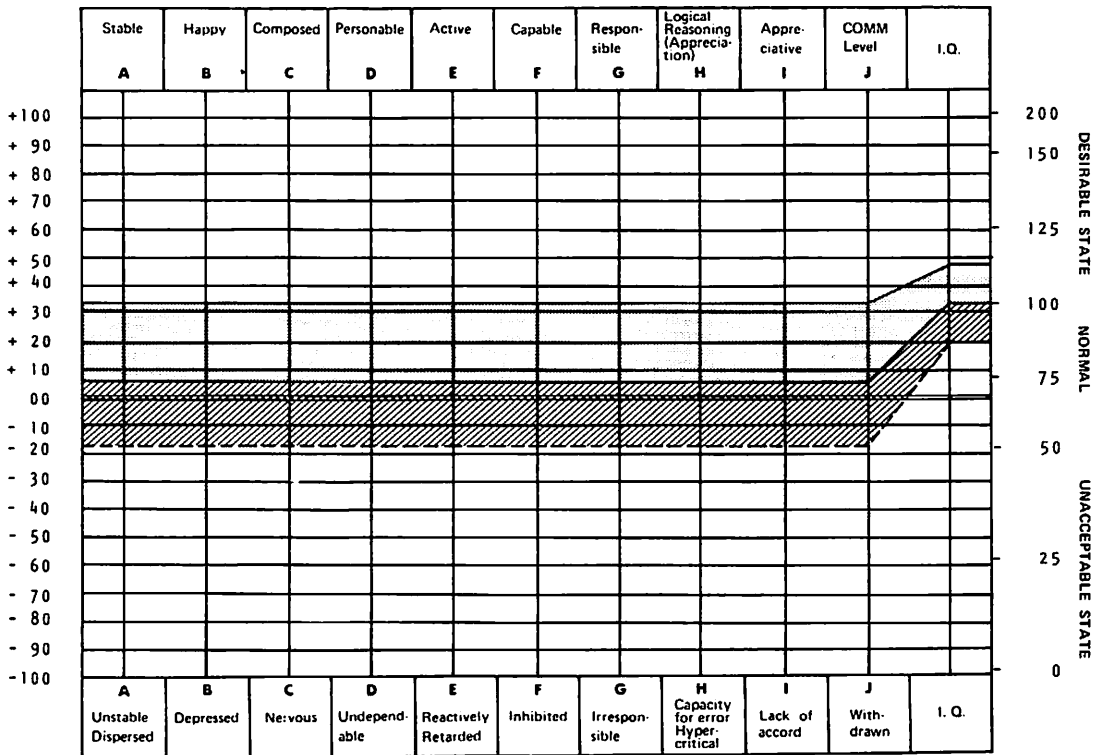 Stable Happy Composed Personable Active Capable Respon- Logical Appre- COMM I.Q.
sible Reasoning ciative Level
(Apprecia-
tion)
A B C D E F G H I J
+100 200
+ 90 150
+ 80
+ 70
+ 60 125
+ 50
+ 40
+ 30 100
+ 20
+ 10 75
00
- 10
- 20 50
- 30
- 40
- 50
- 60 25
- 70
- 80
- 90
-100 0
DESIRABLE STATE
NORMAL
UNACCEPTABLE STATE
A B C D E F G H I J
Unstable Depressed Nervous Undepend- Reactively Inhibited Irrespon- Capacity Lack of With- I. Q.
Dispersed able Retarded sible for error accord drawn
Hyper-
critical